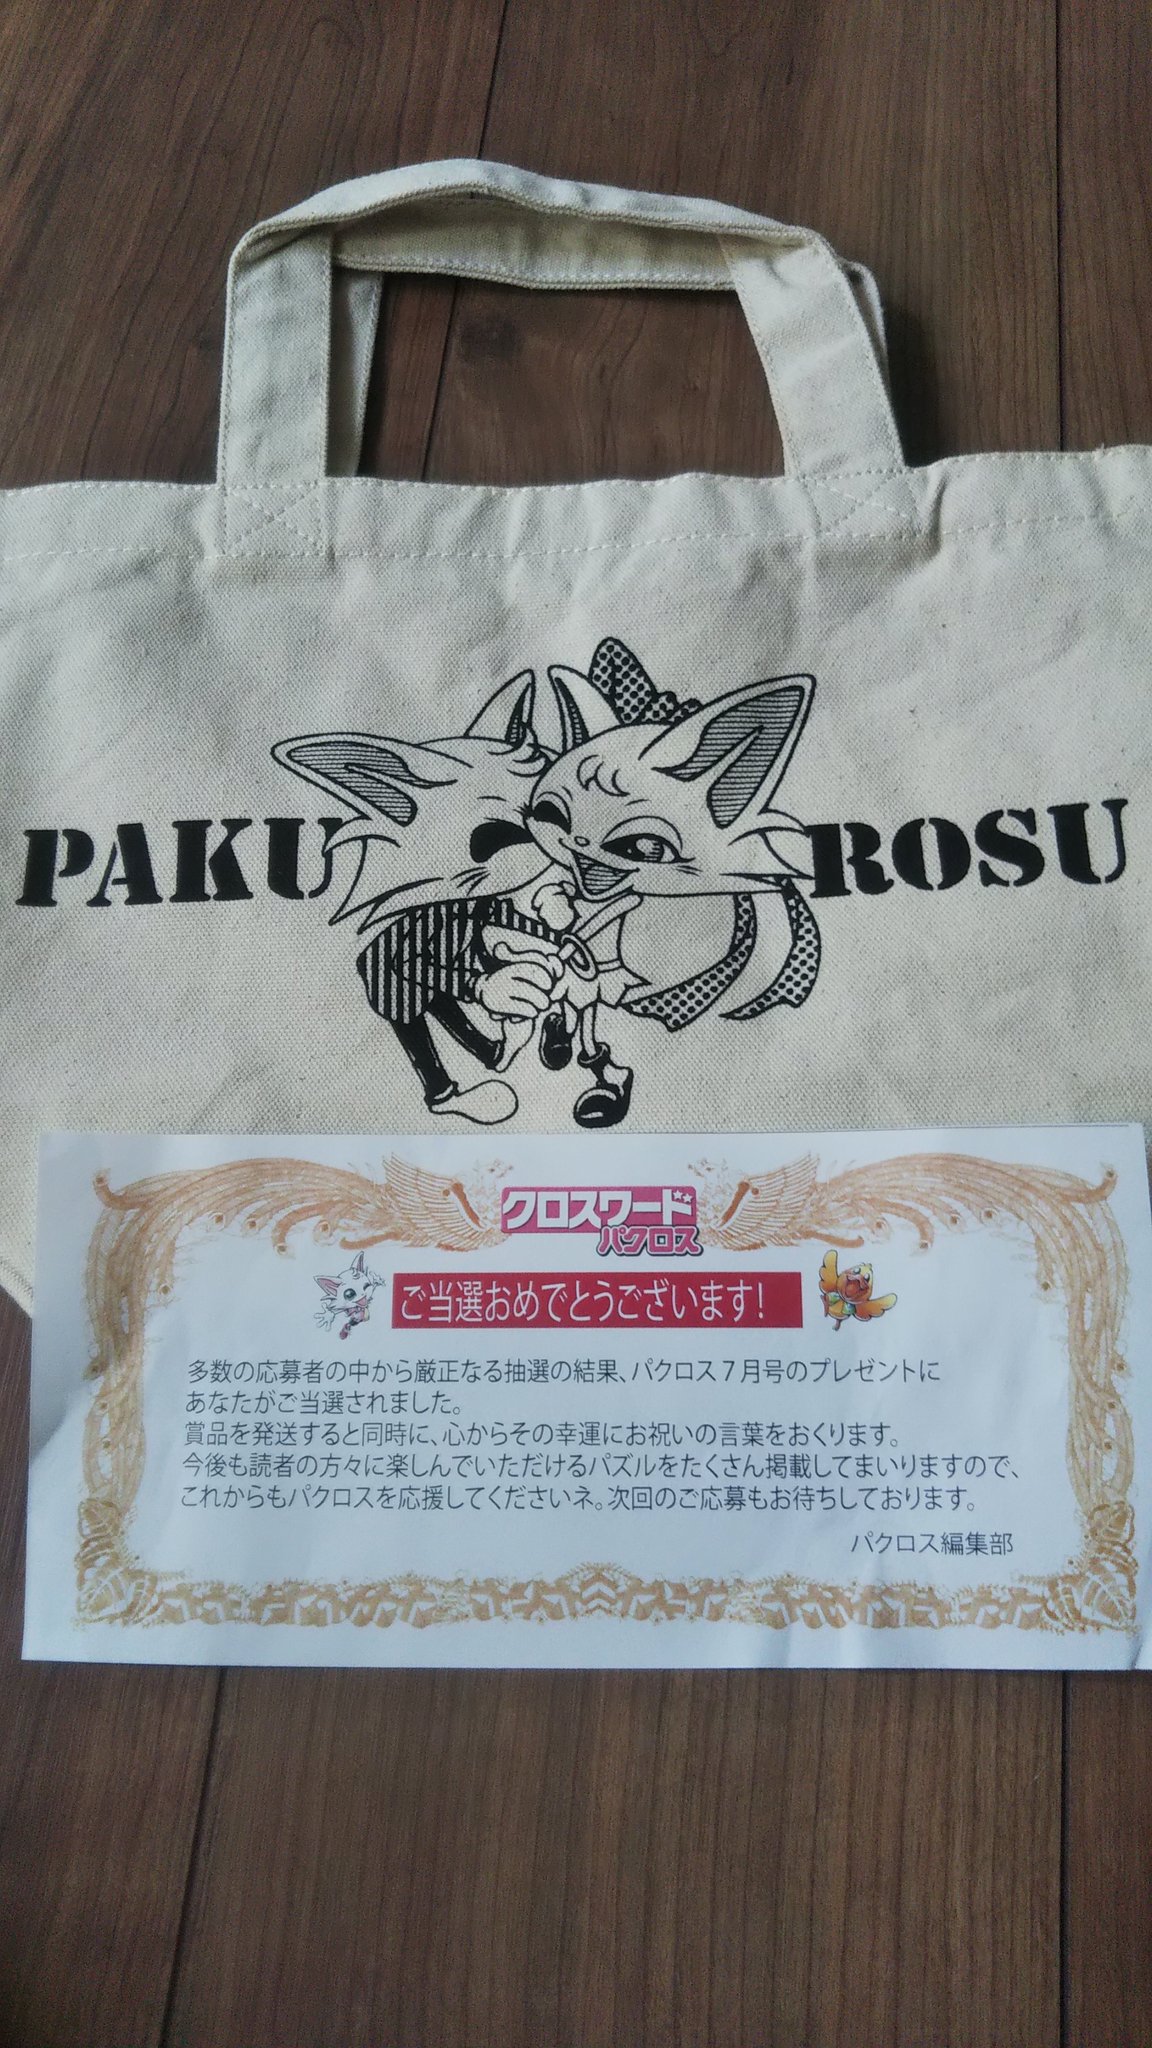 PAKU ROSU
クロスワード
パクロス
ご当選おめでとうございます!
多数の応募者の中から厳正なる抽選の結果、パクロス7月号のプレゼントに
あなたがご当選されました。
賞品を発送すると同時に、心からその幸運にお祝いの言葉をおくります。
今後も読者の方々に楽しんでいただけるパズルをたくさん掲載してまいりますので、
これからもパクロスを応援してくださいネ。次回のご応募もお待ちしております。
パクロス編集部